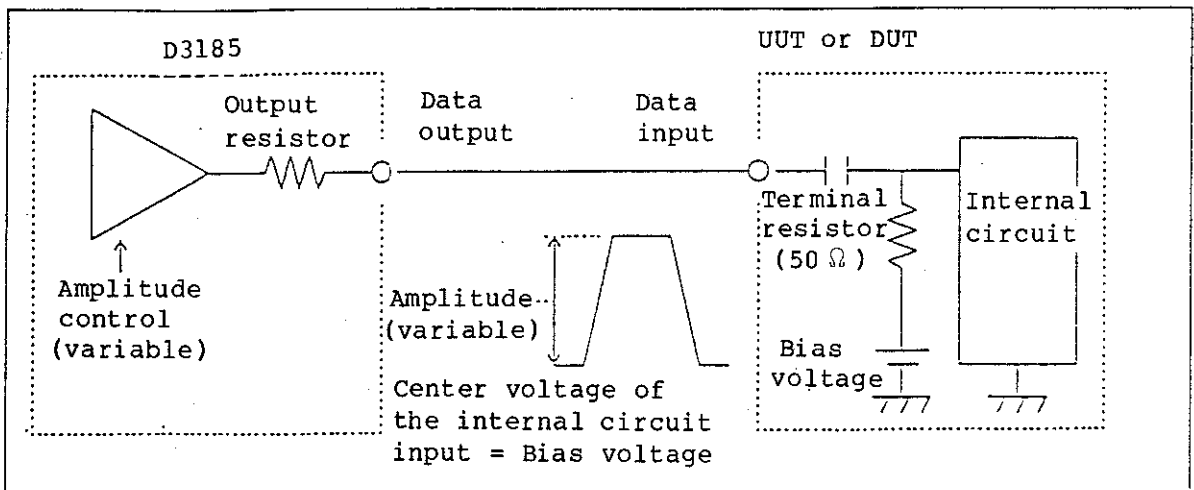 D3185
UUT or DUT
Output
resistor
Data
output
Data
input
Terminal
resistor
(50 Ω)
Internal
circuit
Amplitude
control
(variable)
Amplitude
(variable)
Bias
voltage
Center voltage of
the internal circuit
input = Bias voltage